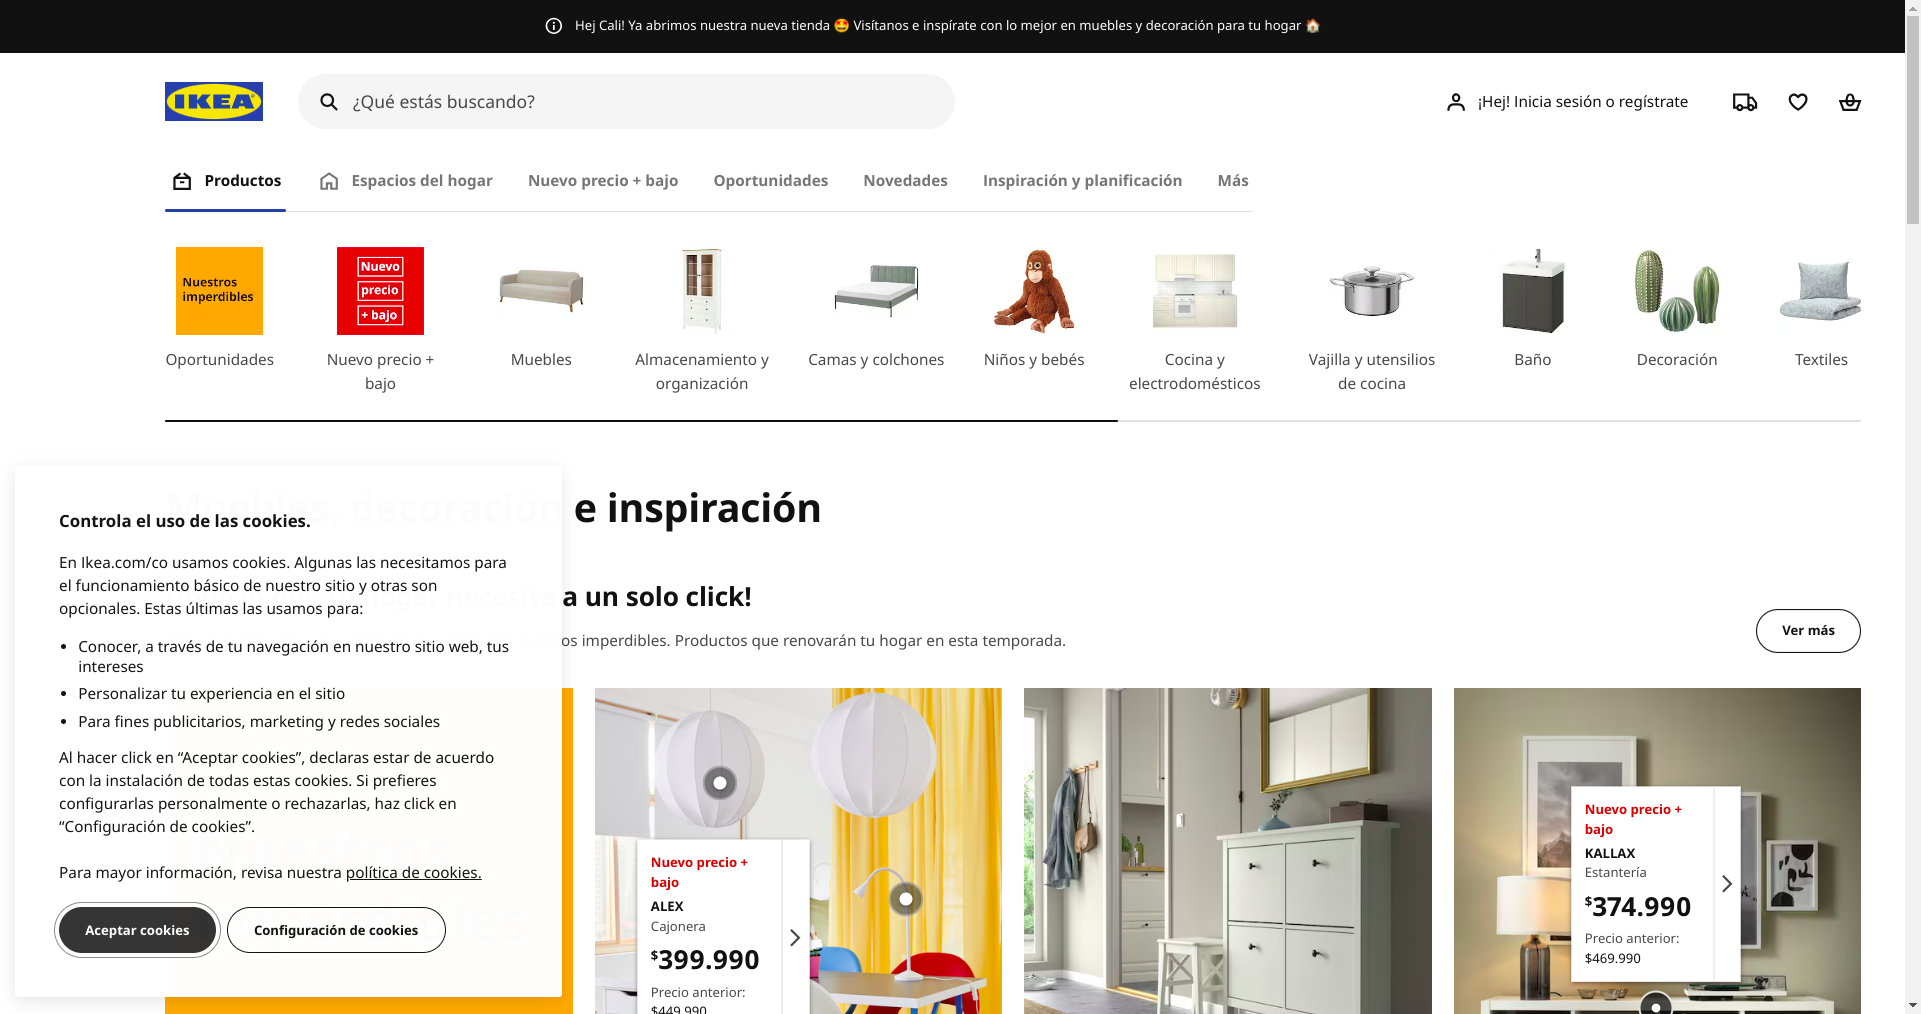 Hej Cali! Ya abrimos nuestra nueva tienda 🤩 Visítanos e inspírate con lo mejor en muebles y decoración para tu hogar 🏠
IKEA
¿Qué estás buscando?
¡Hej! Inicia sesión o regístrate
Productos
Espacios del hogar
Nuevo precio + bajo
Oportunidades
Novedades
Inspiración y planificación
Más
Nuestros
imperdibles
Nuevo
precio
+ bajo
Oportunidades
Nuevo precio +
bajo
Muebles
Almacenamiento y
organización
Camas y colchones
Niños y bebés
Cocina y
electrodomésticos
Vajilla y utensilios
de cocina
Baño
Decoración
Textiles
Muebles, decoración e inspiración
hogar necesita a un solo click!
os imperdibles. Productos que renovarán tu hogar en esta temporada.
Ver más
Controla el uso de las cookies.
En Ikea.com/co usamos cookies. Algunas las necesitamos para
el funcionamiento básico de nuestro sitio y otras son
opcionales. Estas últimas las usamos para:
• Conocer, a través de tu navegación en nuestro sitio web, tus
intereses
• Personalizar tu experiencia en el sitio
• Para fines publicitarios, marketing y redes sociales
Al hacer click en “Aceptar cookies”, declaras estar de acuerdo
con la instalación de todas estas cookies. Si prefieres
configurarlas personalmente o rechazarlas, haz click en
“Configuración de cookies”.
Para mayor información, revisa nuestra política de cookies.
Aceptar cookies
Configuración de cookies
Nuestros
imperdibles
Nuevo precio +
bajo
ALEX
Cajonera
$399.990
Precio anterior:
$449.990
Nuevo precio +
bajo
KALLAX
Estantería
$374.990
Precio anterior:
$469.990